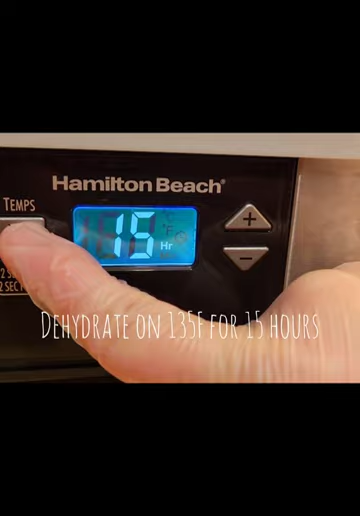 TEMPS
Hamilton Beach®
15
°F
Hr
+
−
DEHYDRATE ON 135F FOR 15 HOURS